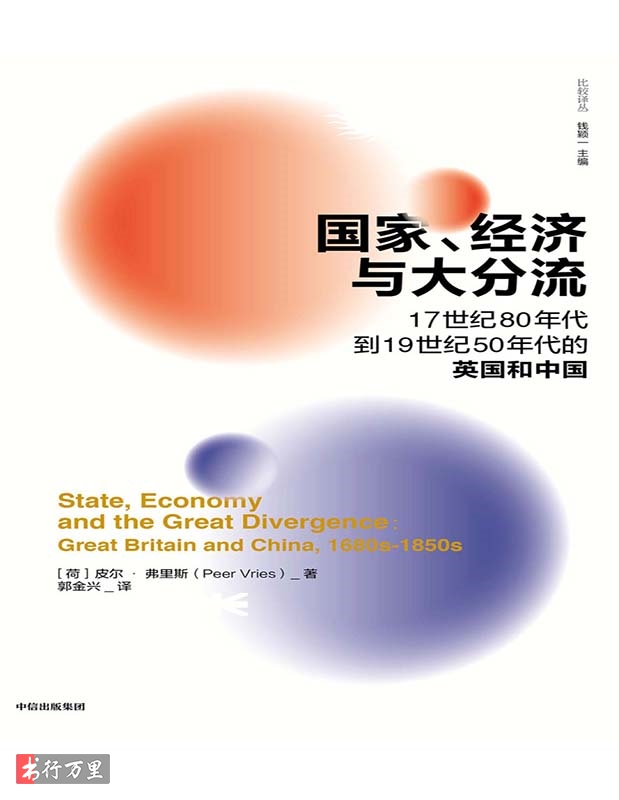 比较译丛 钱颖一 主编
国家、经济
与大分流
17世纪80年代
到19世纪50年代的
英国和中国
State, Economy
and the Great Divergence:
Great Britain and China, 1680s-1850s
[荷] 皮尔·弗里斯（Peer Vries）_著
郭金兴_译
中信出版集团
书行万里